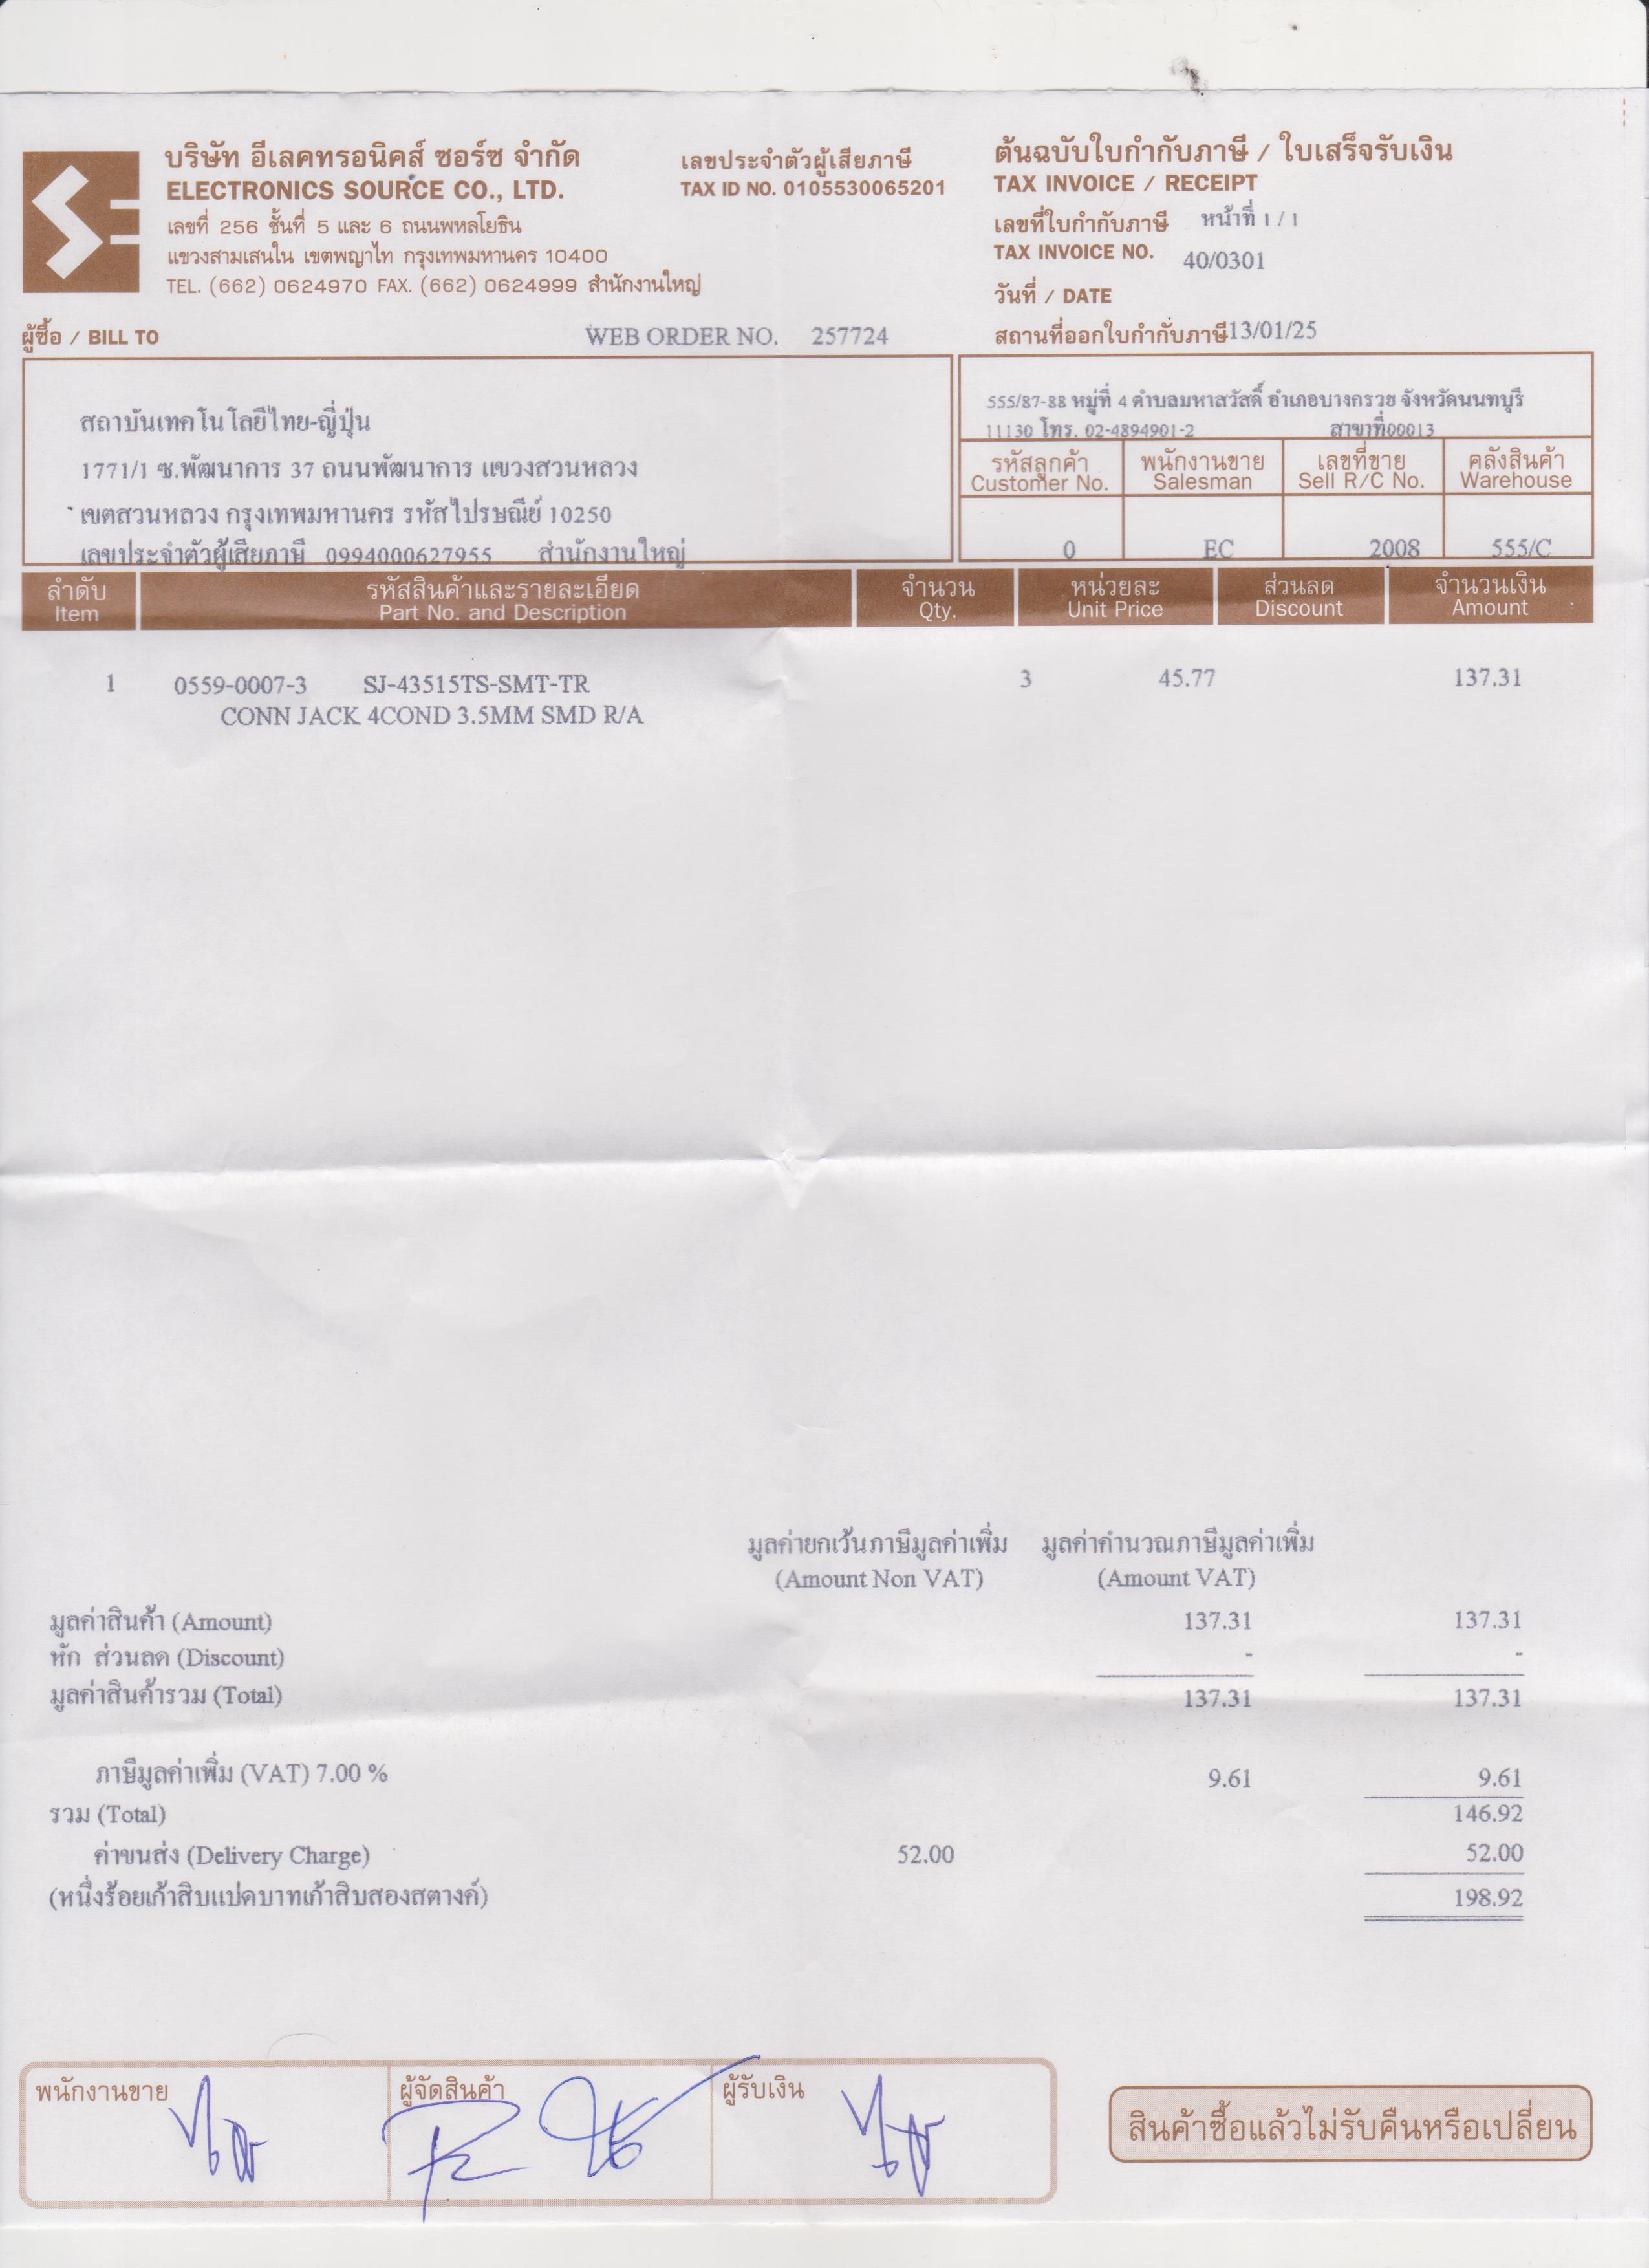 บริษัท อีเลคทรอนิคส์ ซอร์ซ จำกัด
ELECTRONICS SOURCE CO., LTD.
เลขที่ 256 ชั้นที่ 5 และ 6 ถนนพหลโยธิน
แขวงสามเสนใน เขตพญาไท กรุงเทพมหานคร 10400
TEL. (662) 0624970 FAX. (662) 0624999 สำนักงานใหญ่
เลขประจำตัวผู้เสียภาษี
TAX ID NO. 0105530065201
ต้นฉบับใบกำกับภาษี / ใบเสร็จรับเงิน
TAX INVOICE / RECEIPT
เลขที่ใบกำกับภาษี หน้าที่ 1 / 1
TAX INVOICE NO. 40/0301
วันที่ / DATE
สถานที่ออกใบกำกับภาษี 13/01/25
ผู้ซื้อ / BILL TO WEB ORDER NO. 257724
สถาบันเทคโนโลยีไทย-ญี่ปุ่น
1771/1 ซ.พัฒนาการ 37 ถนนพัฒนาการ แขวงสวนหลวง
เขตสวนหลวง กรุงเทพมหานคร รหัสไปรษณีย์ 10250
เลขประจำตัวผู้เสียภาษี 0994000627955 สำนักงานใหญ่
555/87-88 หมู่ที่ 4 ตำบลมหาสวัสดิ์ อำเภอบางกรวย จังหวัดนนทบุรี
11130 โทร. 02-4894901-2 สาขาที่00013
รหัสลูกค้า พนักงานขาย เลขที่ขาย คลังสินค้า
Customer No. Salesman Sell R/C No. Warehouse
0 EC 2008 555/C
ลำดับ รหัสสินค้าและรายละเอียด จำนวน หน่วยละ ส่วนลด จำนวนเงิน
Item Part No. and Description Qty. Unit Price Discount Amount
1 0559-0007-3 SJ-43515TS-SMT-TR 3 45.77 137.31
CONN JACK 4COND 3.5MM SMD R/A
มูลค่ายกเว้นภาษีมูลค่าเพิ่ม มูลค่าคำนวณภาษีมูลค่าเพิ่ม
(Amount Non VAT) (Amount VAT)
มูลค่าสินค้า (Amount) 137.31 137.31
หัก ส่วนลด (Discount) - -
มูลค่าสินค้ารวม (Total) 137.31 137.31
ภาษีมูลค่าเพิ่ม (VAT) 7.00 % 9.61 9.61
รวม (Total) 146.92
ค่าขนส่ง (Delivery Charge) 52.00 52.00
(หนึ่งร้อยเก้าสิบแปดบาทเก้าสิบสองสตางค์) 198.92
พนักงานขาย ผู้จัดสินค้า ผู้รับเงิน
สินค้าซื้อแล้วไม่รับคืนหรือเปลี่ยน